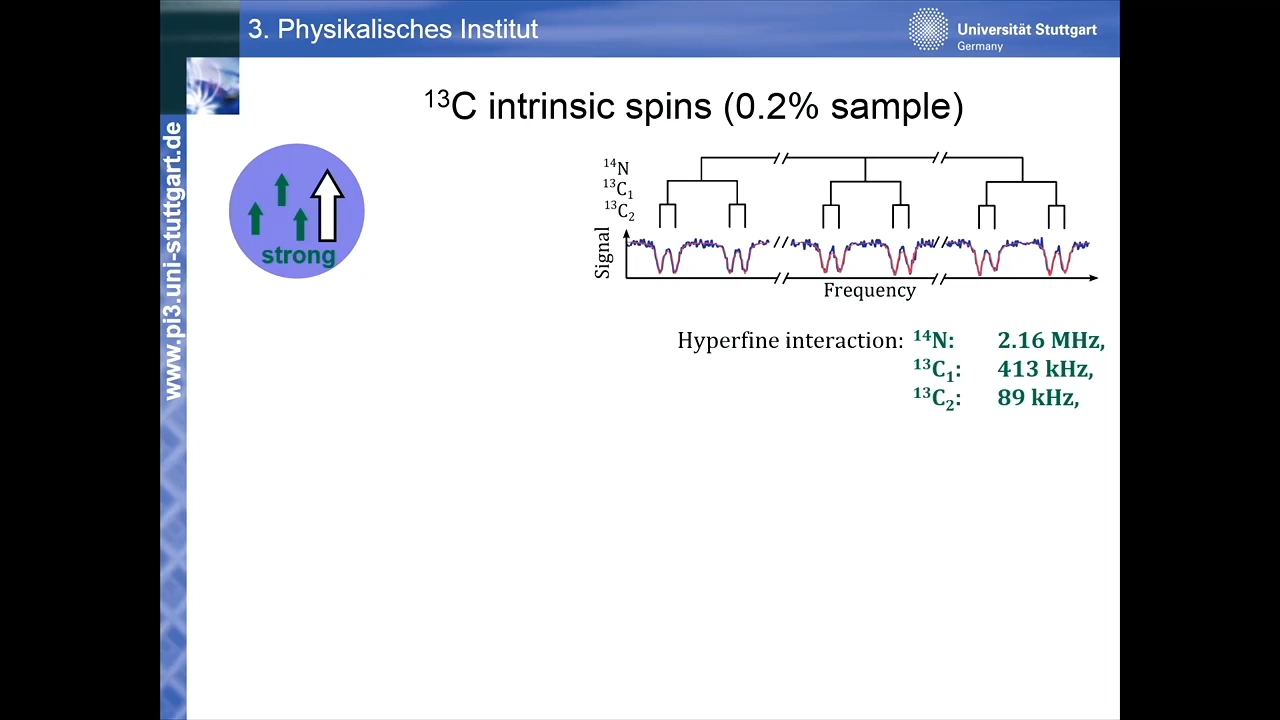 3. Physikalisches Institut
Universität Stuttgart
Germany
www.pi3.uni-stuttgart.de
¹³C intrinsic spins (0.2% sample)
strong
¹⁴N
¹³C₁
¹³C₂
Signal
Frequency
Hyperfine interaction: ¹⁴N: 2.16 MHz,
¹³C₁: 413 kHz,
¹³C₂: 89 kHz,